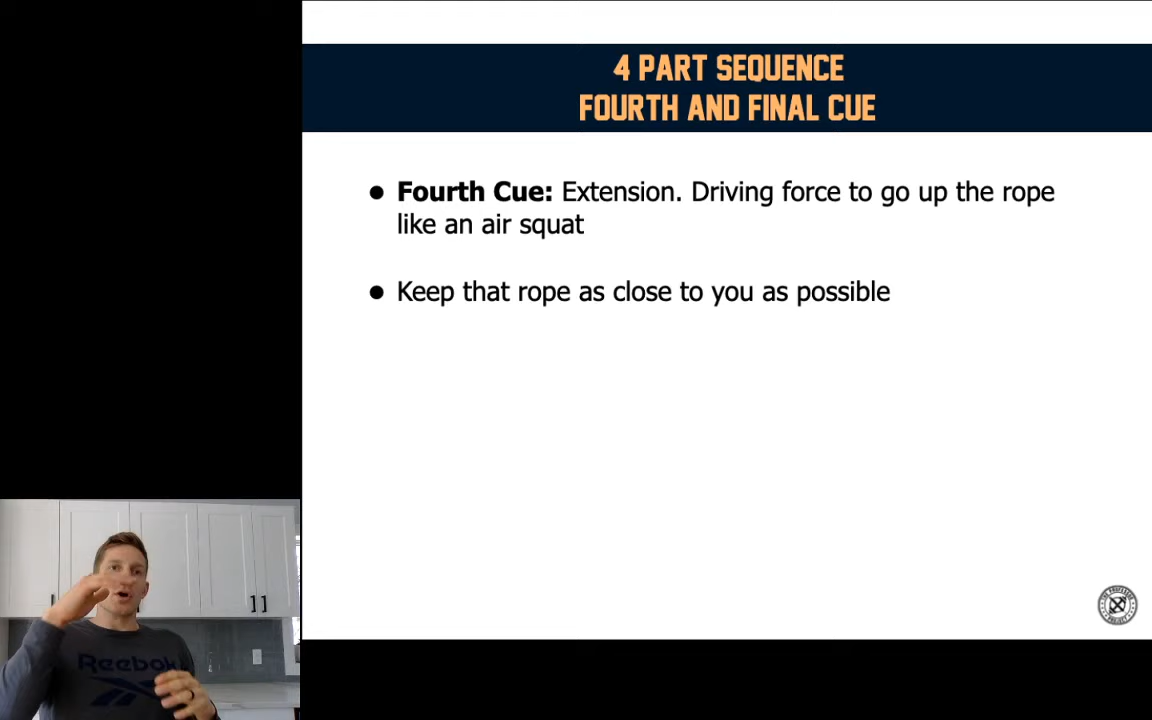 4 PART SEQUENCE
FOURTH AND FINAL CUE
● Fourth Cue: Extension. Driving force to go up the rope
like an air squat
● Keep that rope as close to you as possible
Reebok